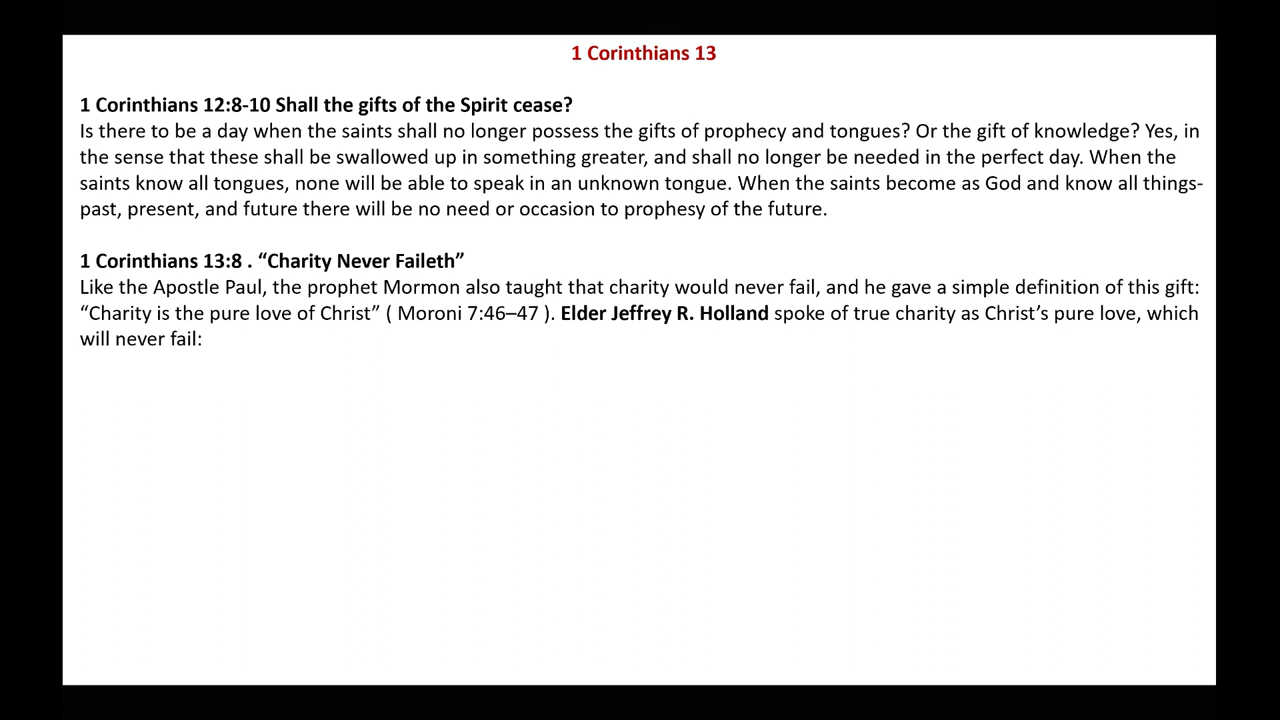 1 Corinthians 13
1 Corinthians 12:8-10 Shall the gifts of the Spirit cease?
Is there to be a day when the saints shall no longer possess the gifts of prophecy and tongues? Or the gift of knowledge? Yes, in
the sense that these shall be swallowed up in something greater, and shall no longer be needed in the perfect day. When the
saints know all tongues, none will be able to speak in an unknown tongue. When the saints become as God and know all things-
past, present, and future there will be no need or occasion to prophesy of the future.
1 Corinthians 13:8 . “Charity Never Faileth”
Like the Apostle Paul, the prophet Mormon also taught that charity would never fail, and he gave a simple definition of this gift:
“Charity is the pure love of Christ” ( Moroni 7:46–47 ). Elder Jeffrey R. Holland spoke of true charity as Christ’s pure love, which
will never fail: